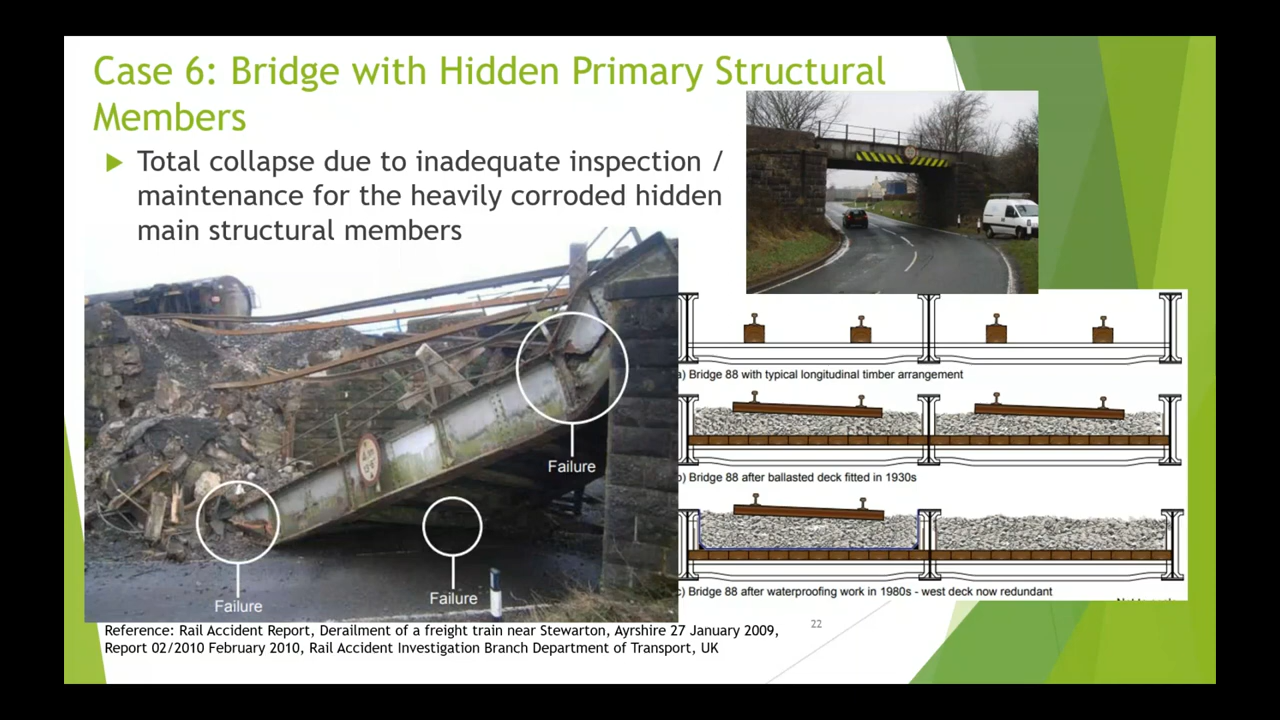 Case 6: Bridge with Hidden Primary Structural
Members
Total collapse due to inadequate inspection /
maintenance for the heavily corroded hidden
main structural members
Failure
Failure
Failure
) Bridge 88 with typical longitudinal timber arrangement
) Bridge 88 after ballasted deck fitted in 1930s
) Bridge 88 after waterproofing work in 1980s - west deck now redundant
22
Reference: Rail Accident Report, Derailment of a freight train near Stewarton, Ayrshire 27 January 2009,
Report 02/2010 February 2010, Rail Accident Investigation Branch Department of Transport, UK